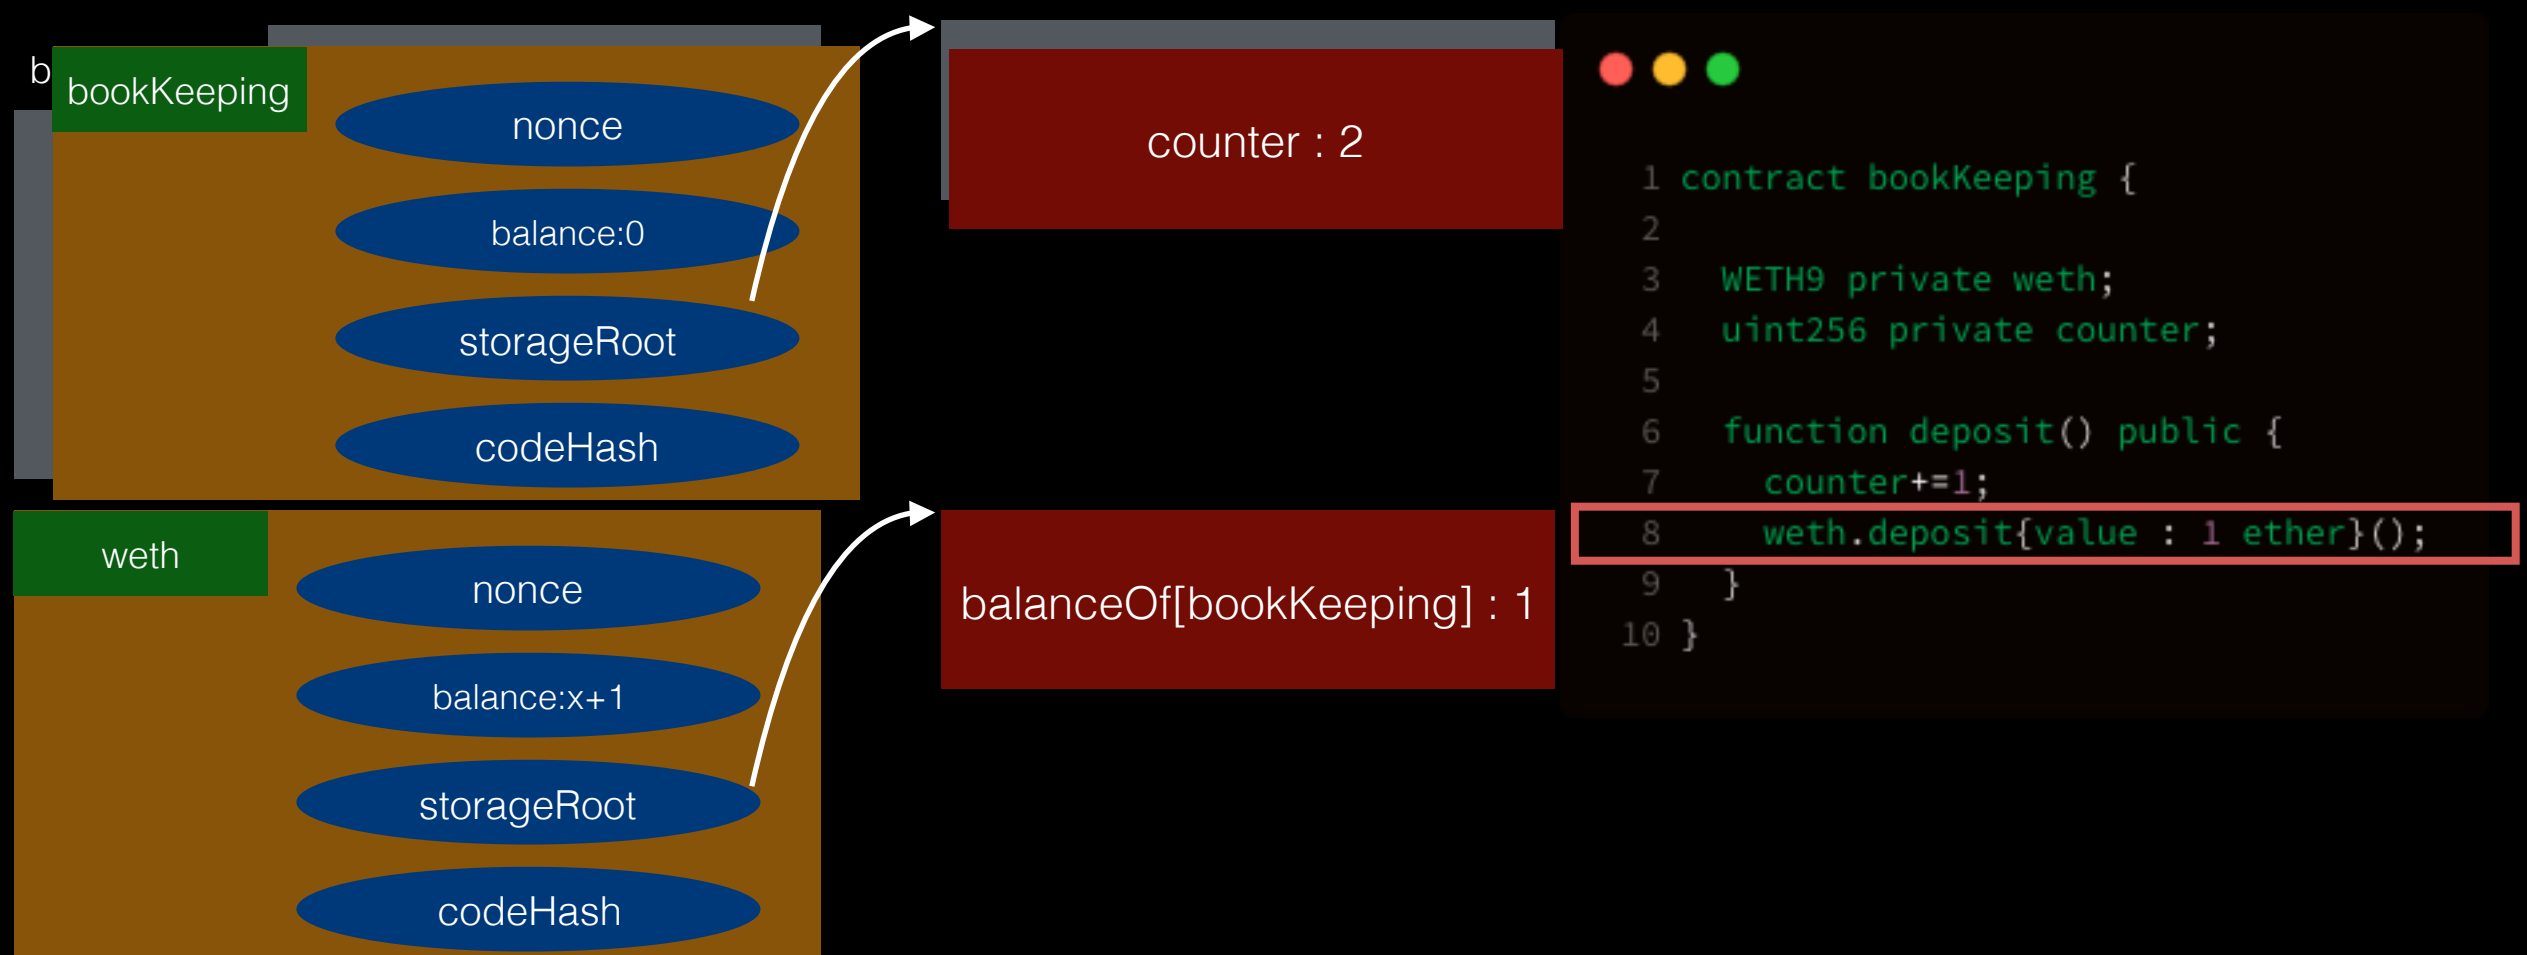 b
bookKeeping
nonce
balance:0
storageRoot
codeHash
counter : 2
weth
nonce
balance:x+1
storageRoot
codeHash
balanceOf[bookKeeping] : 1
1 contract bookKeeping {
2
3 WETH9 private weth;
4 uint256 private counter;
5
6 function deposit() public {
7 counter+=1;
8 weth.deposit{value : 1 ether}();
9 }
10 }